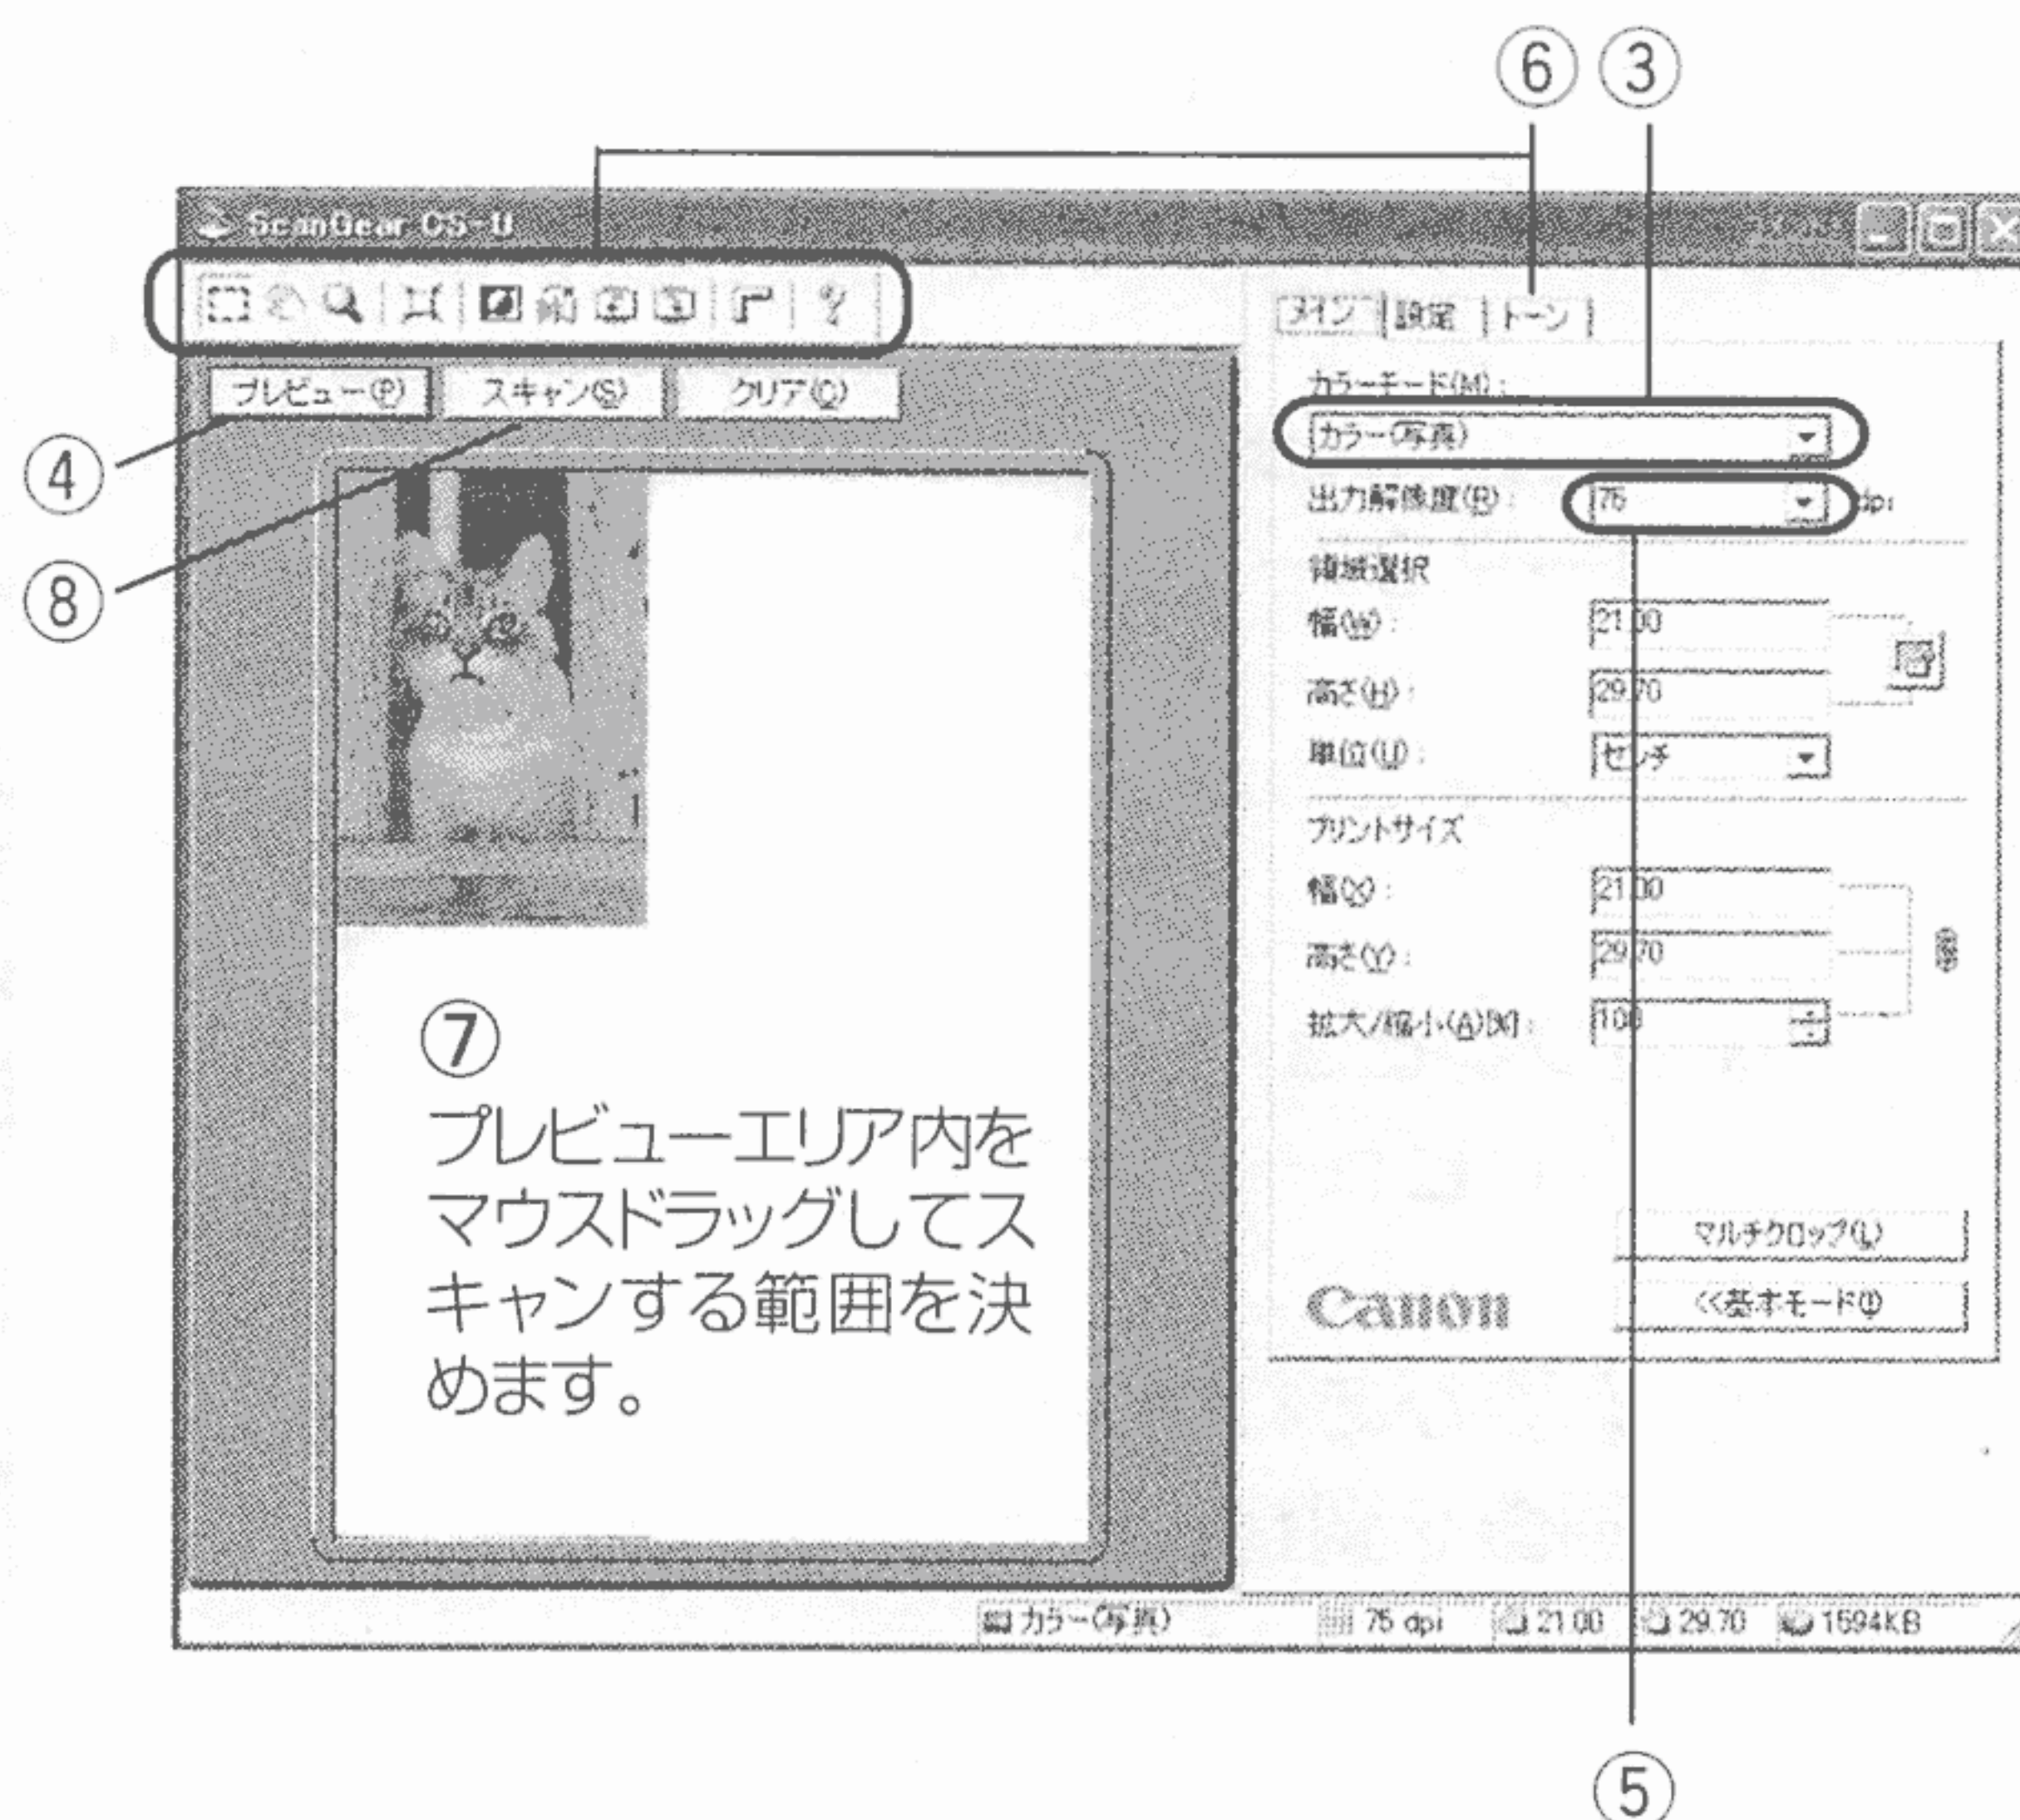 ⑥ ③
ScanGear CS-U
プレビュー(P) スキャン(S) クリア(C)
④
⑧
⑦
プレビューエリア内を
マウスドラッグしてス
キャンする範囲を決
めます。
メイン 設定 トーン
カラーモード(M):
カラー(写真)
出力解像度(R): 75 dpi
領域選択
幅(W): 21.00
高さ(H): 29.70
単位(U): センチ
プリントサイズ
幅(X): 21.00
高さ(Y): 29.70
拡大/縮小(A)[%]: 100
マルチクロップ(L)
Canon
<<基本モード(I)
カラー(写真) 75 dpi 21.00 29.70 1594KB
⑤